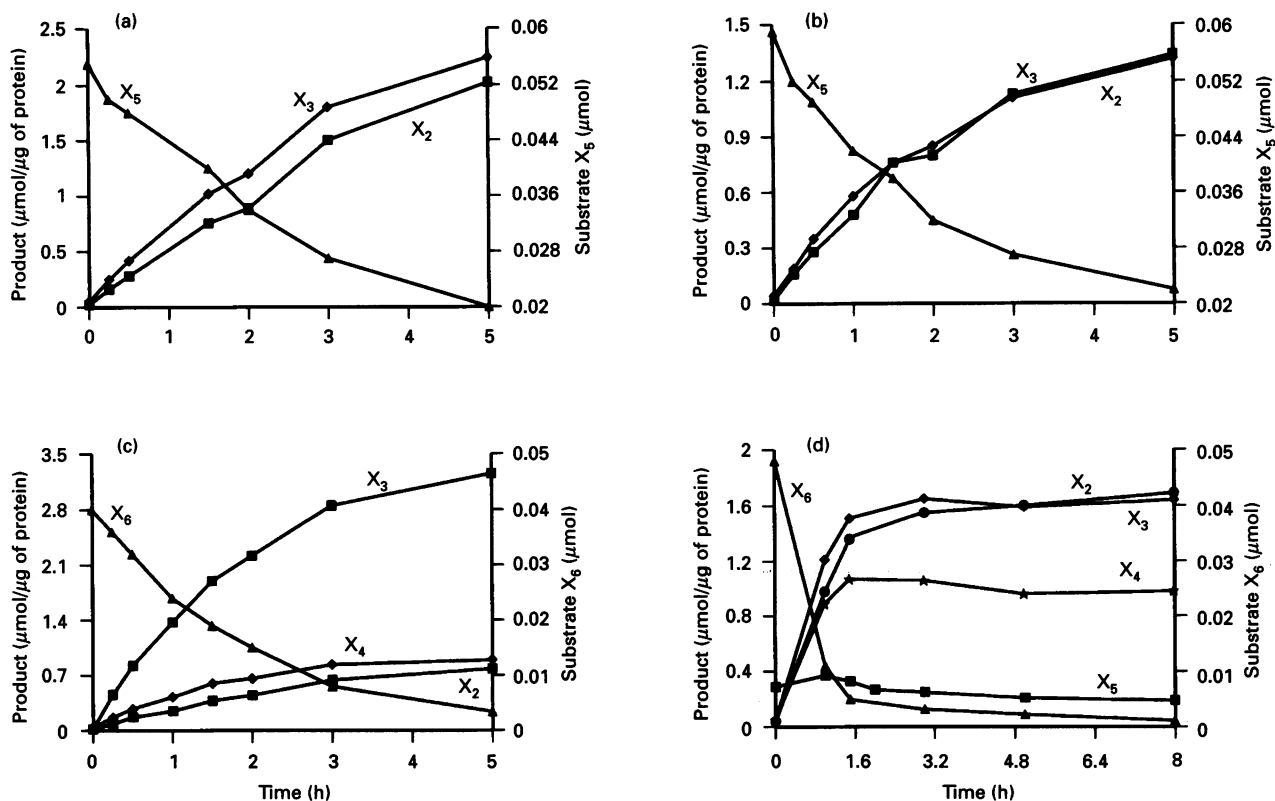 (a)
Product (μmol/μg of protein)
2.5
2
1.5
1
0.5
0
0.06
0.052
0.044
0.036
0.028
0.02
Substrate X5 (μmol)
X5
X3
X2
0 1 2 3 4 5
(b)
Product (μmol/μg of protein)
1.5
1.2
0.9
0.6
0.3
0
0.06
0.052
0.044
0.036
0.028
0.02
Substrate X5 (μmol)
X5
X3
X2
0 1 2 3 4 5
(c)
Product (μmol/μg of protein)
3.5
2.8
2.1
1.4
0.7
0
0.05
0.04
0.03
0.02
0.01
0
Substrate X6 (μmol)
X6
X3
X4
X2
0 1 2 3 4 5
Time (h)
(d)
Product (μmol/μg of protein)
2
1.6
1.2
0.8
0.4
0
0.05
0.04
0.03
0.02
0.01
0
Substrate X6 (μmol)
X6
X2
X3
X4
X5
0 1.6 3.2 4.8 6.4 8
Time (h)